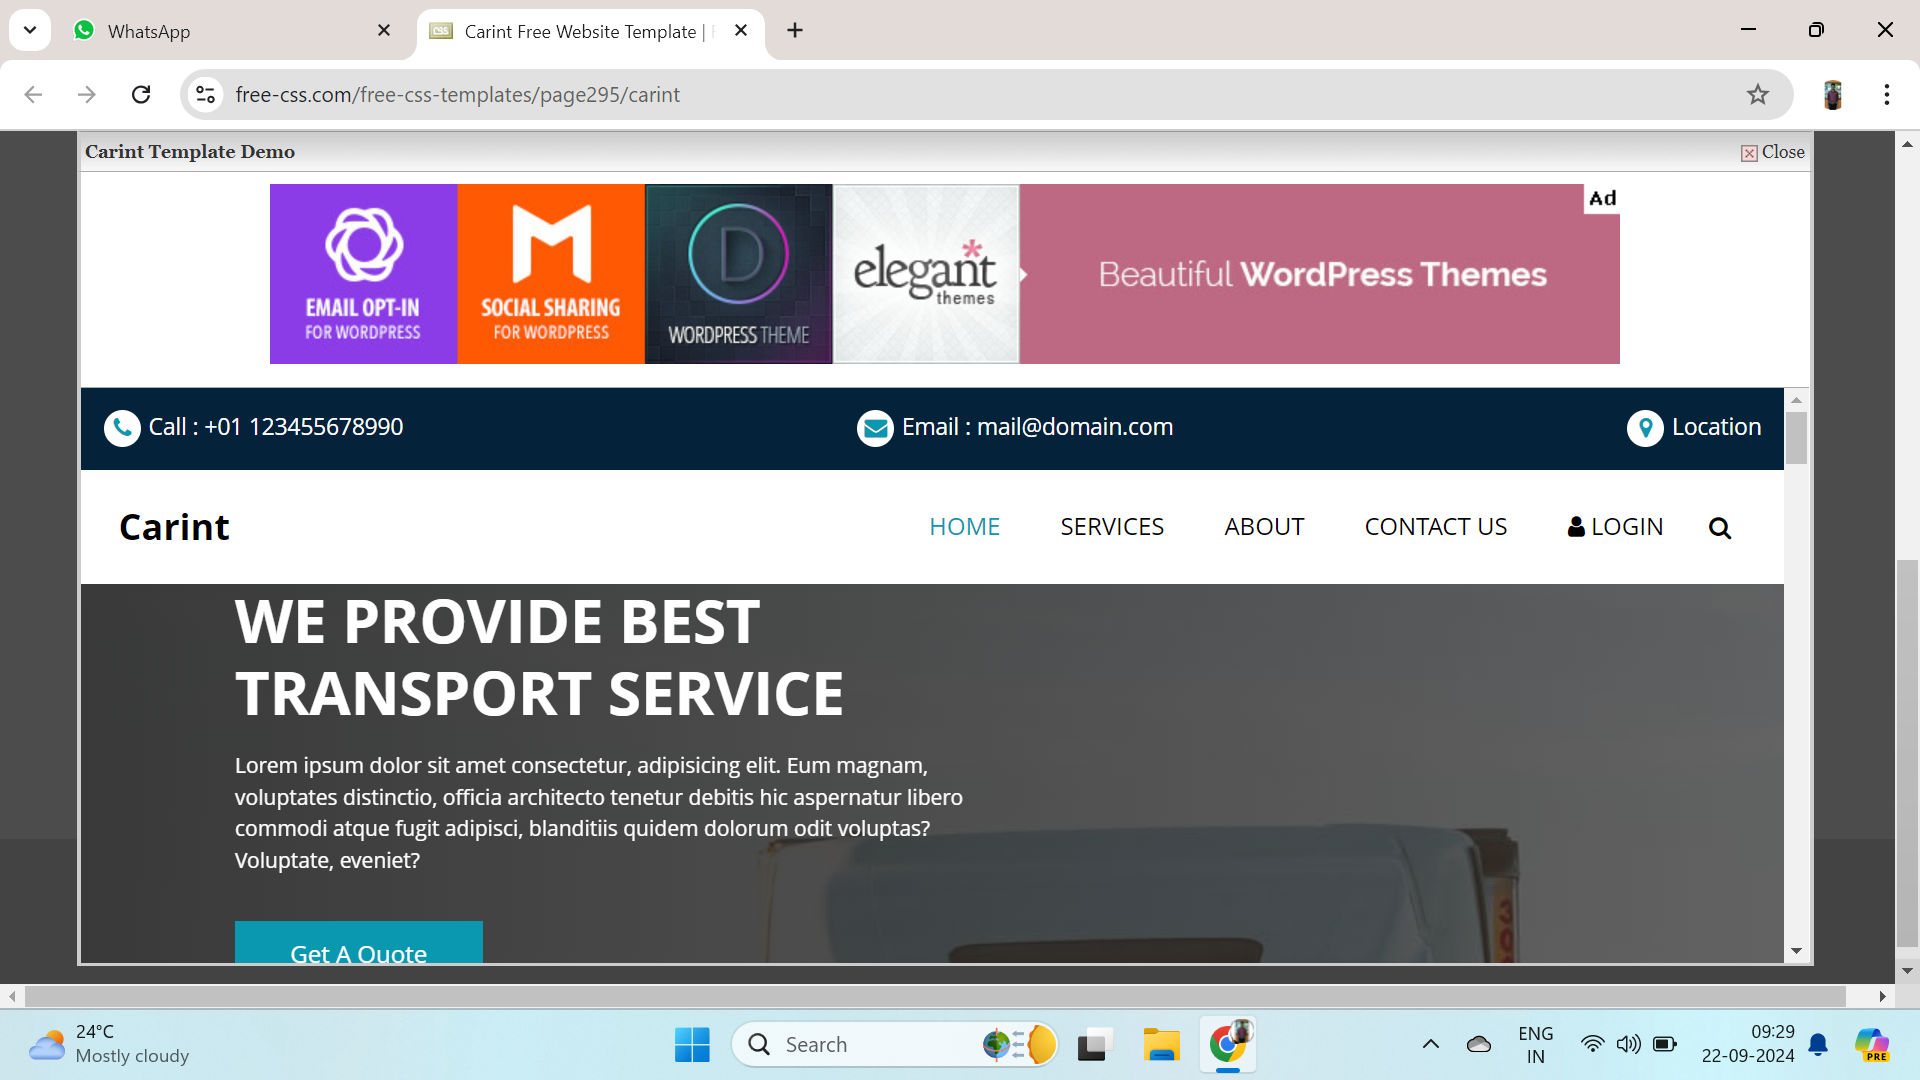 WhatsApp
Carint Free Website Template |
free-css.com/free-css-templates/page295/carint
Carint Template Demo
Close
Ad
EMAIL OPT-IN
FOR WORDPRESS
SOCIAL SHARING
FOR WORDPRESS
D
WORDPRESS THEME
elegant
themes
Beautiful WordPress Themes
Call : +01 123455678990
Email : mail@domain.com
Location
Carint
HOME
SERVICES
ABOUT
CONTACT US
LOGIN
WE PROVIDE BEST
TRANSPORT SERVICE
Lorem ipsum dolor sit amet consectetur, adipisicing elit. Eum magnam,
voluptates distinctio, officia architecto tenetur debitis hic aspernatur libero
commodi atque fugit adipisci, blanditiis quidem dolorum odit voluptas?
Voluptate, eveniet?
Get A Quote
24°C
Mostly cloudy
Search
ENG
IN
09:29
22-09-2024
PRE